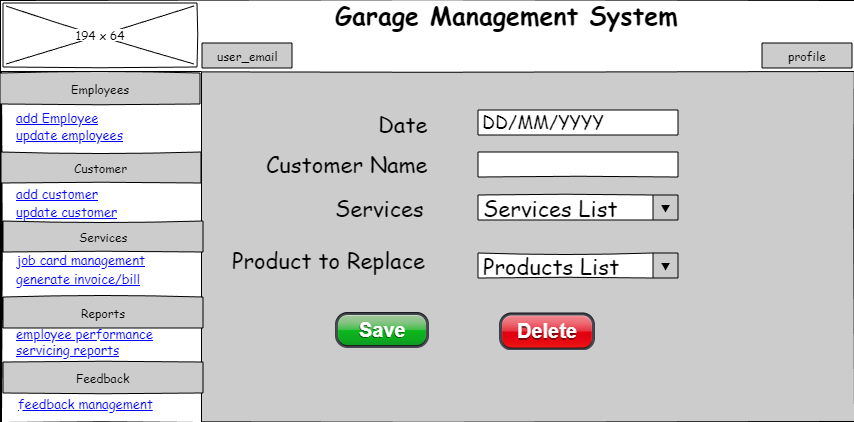 Garage Management System
194 x 64
user_email
profile
Employees
add Employee
update employees
Customer
add customer
update customer
Services
job card management
generate invoice/bill
Reports
employee performance
servicing reports
Feedback
feedback management
Date DD/MM/YYYY
Customer Name
Services Services List
Product to Replace Products List
Save Delete